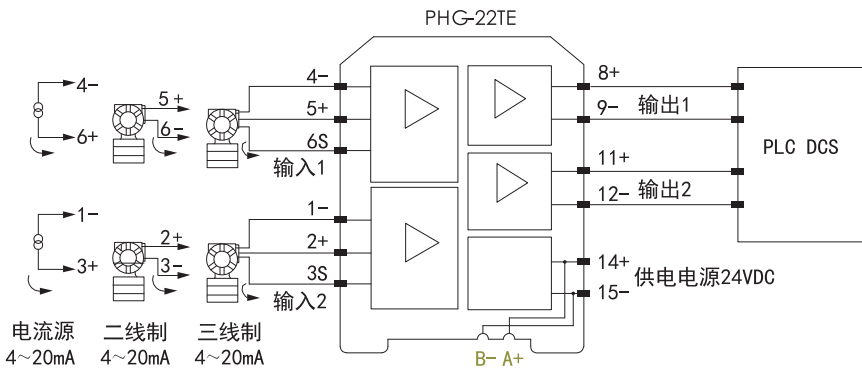 PHG-22TE
4-
6+
5+
6-
4-
5+
6S
输入1
1-
3+
2+
3-
1-
2+
3S
输入2
8+
9-
输出1
11+
12-
输出2
14+
15-
供电电源24VDC
PLC DCS
B- A+
电流源
4~20mA
二线制
4~20mA
三线制
4~20mA